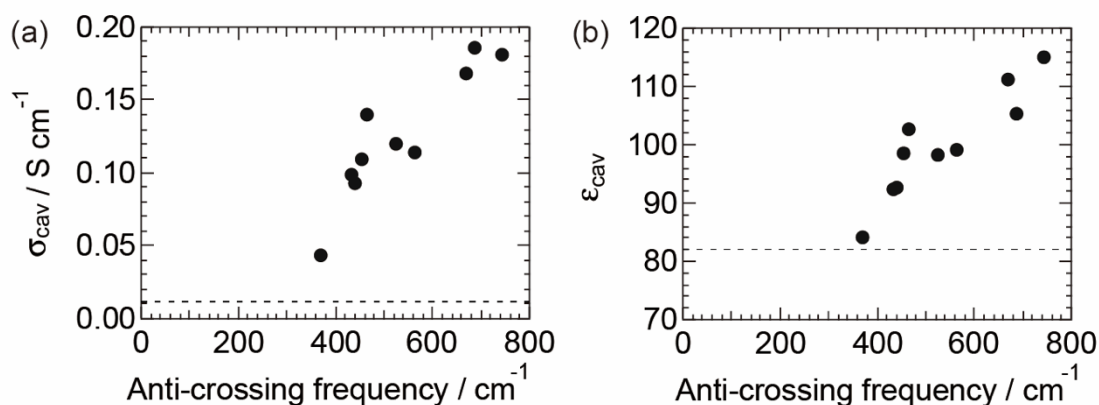 (a)
σcav / S cm⁻¹
0.20
0.15
0.10
0.05
0.00
0 200 400 600 800
Anti-crossing frequency / cm⁻¹
(b)
εcav
120
110
100
90
80
70
0 200 400 600 800
Anti-crossing frequency / cm⁻¹